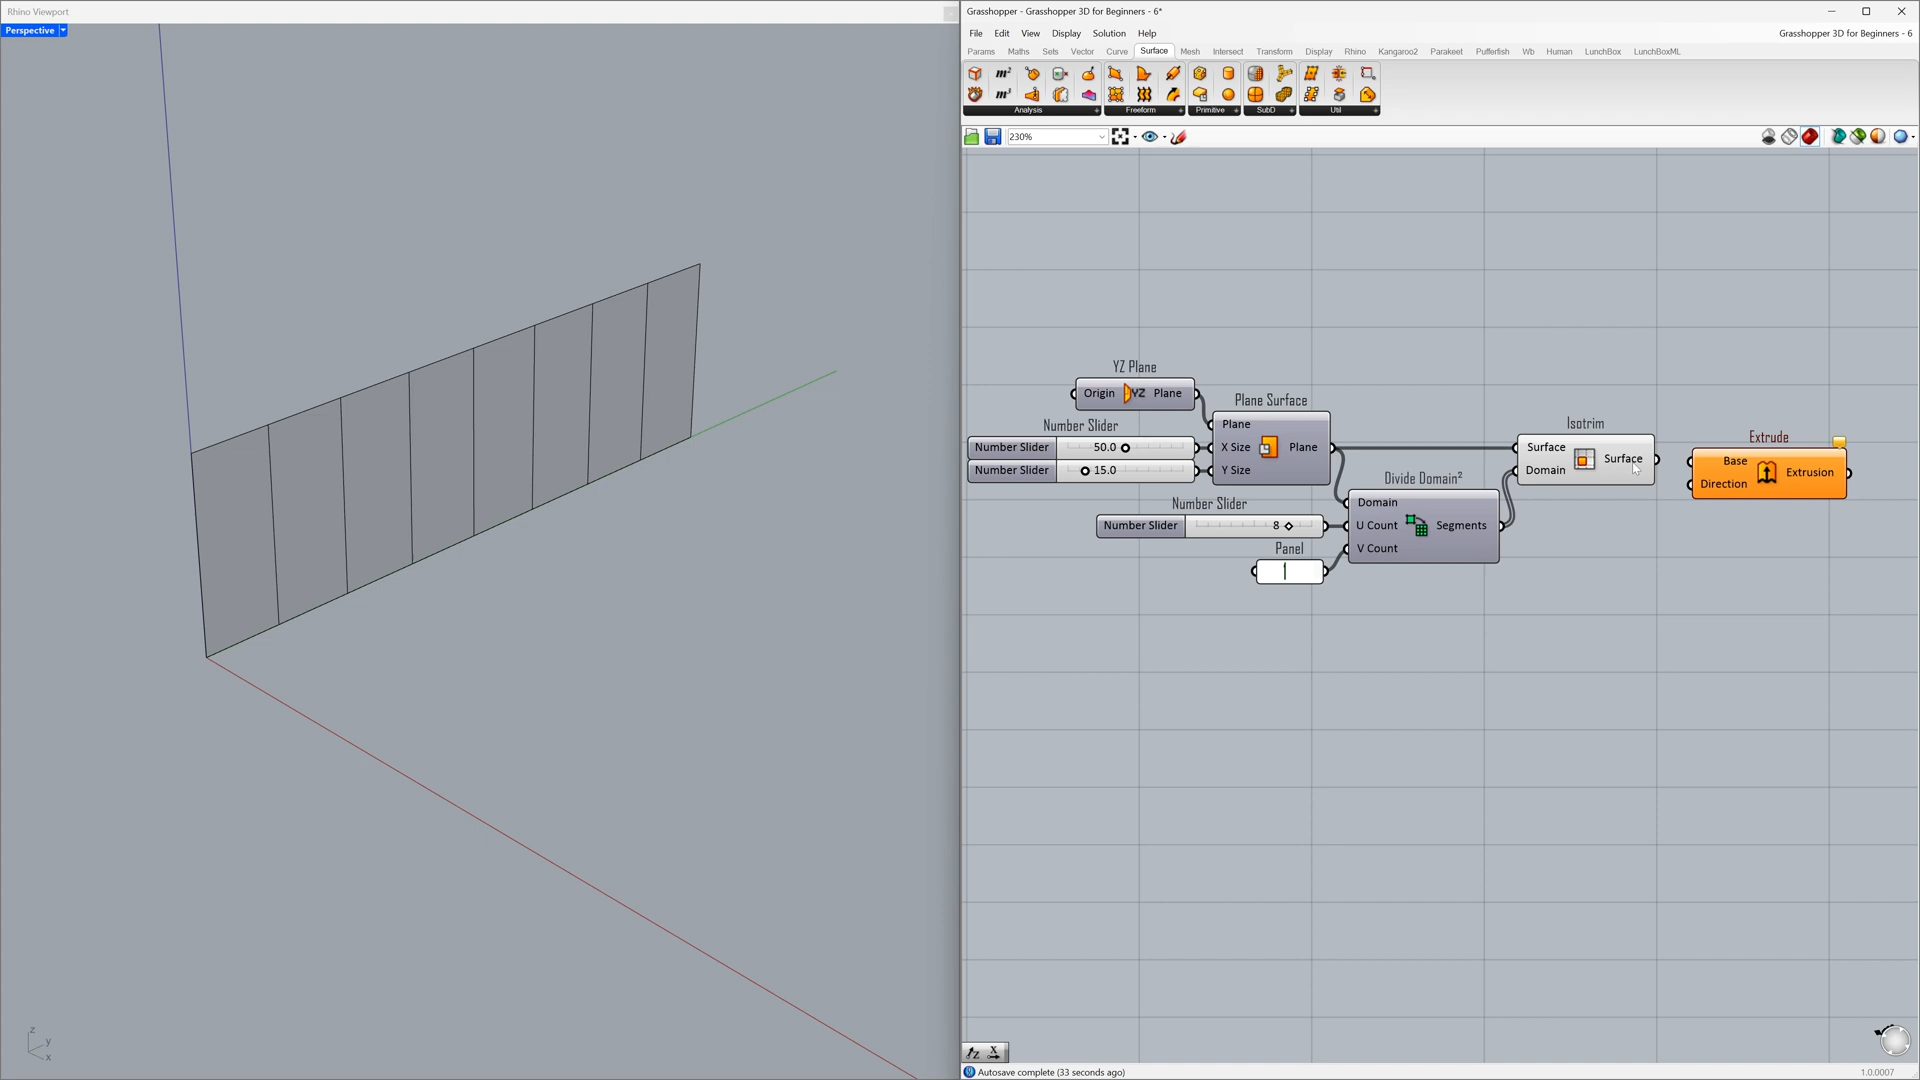 Rhino Viewport
Perspective
z
y
x
Grasshopper - Grasshopper 3D for Beginners - 6*
File Edit View Display Solution Help
Grasshopper 3D for Beginners - 6
Params Maths Sets Vector Curve Surface Mesh Intersect Transform Display Rhino Kangaroo2 Parakeet Pufferfish Wb Human LunchBox LunchBoxML
m²
m³
Analysis Freeform Primitive SubD Util
230%
YZ Plane
Origin YZ Plane
Number Slider
Number Slider 50.0
Number Slider 15.0
Plane Surface
Plane
X Size Plane
Y Size
Number Slider
Number Slider 8
Panel
1
Divide Domain²
Domain
U Count Segments
V Count
Isotrim
Surface
Domain
Surface
Extrude
Base
Direction
Extrusion
Autosave complete (33 seconds ago)
1.0.0007